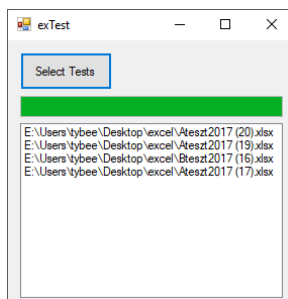 exTest
Select Tests
E:\Users\tybee\Desktop\excel\Ateszt2017 (20).xlsx
E:\Users\tybee\Desktop\excel\Ateszt2017 (19).xlsx
E:\Users\tybee\Desktop\excel\Bteszt2017 (16).xlsx
E:\Users\tybee\Desktop\excel\Ateszt2017 (17).xlsx